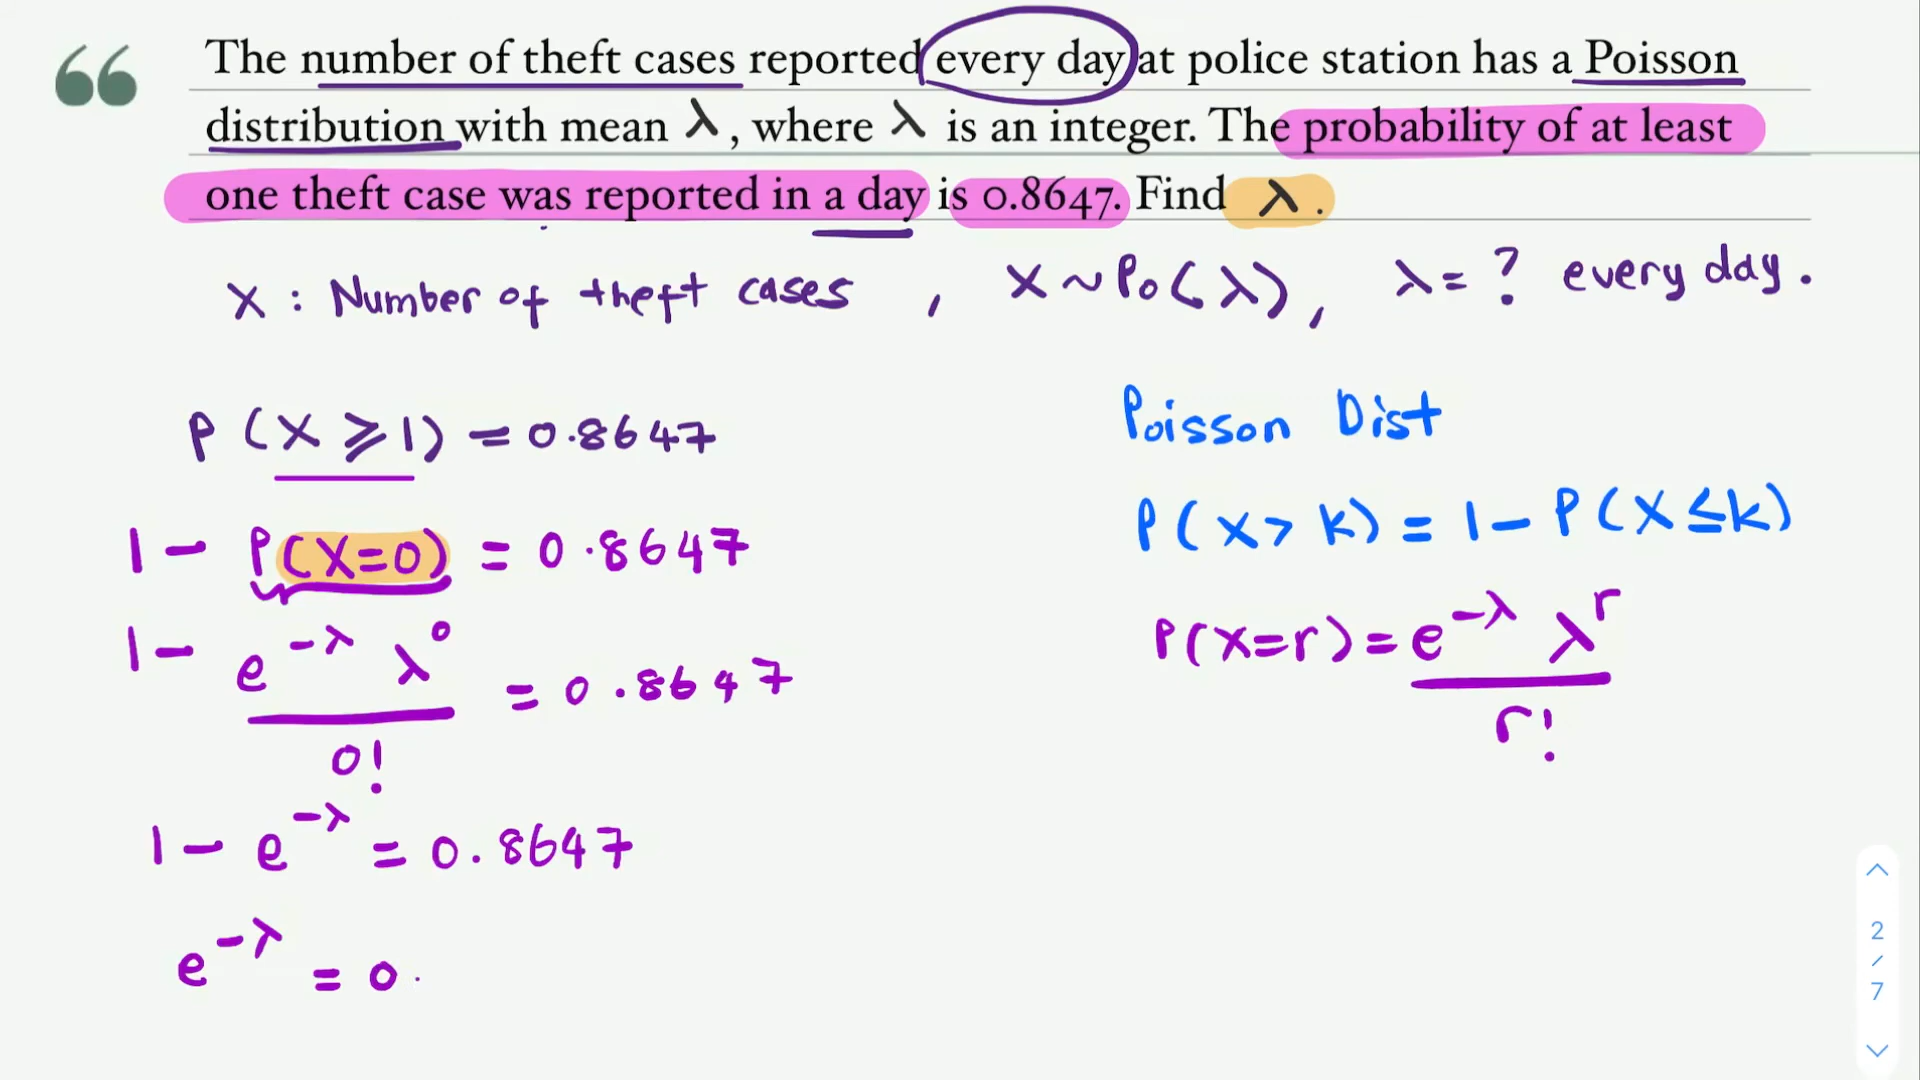 “
The number of theft cases reported every day at police station has a Poisson
distribution with mean λ, where λ is an integer. The probability of at least
one theft case was reported in a day is 0.8647. Find λ.
X : Number of theft cases , X ~ Po(λ), λ = ? every day.
P (X ⩾ 1) = 0.8647
Poisson Dist
1 - P(X=0) = 0.8647
P(X > k) = 1 - P(X ≤ k)
1 - e^-λ λ^0 / 0! = 0.8647
P(X=r) = e^-λ λ^r / r!
1 - e^-λ = 0.8647
e^-λ = 0.
2
/
7